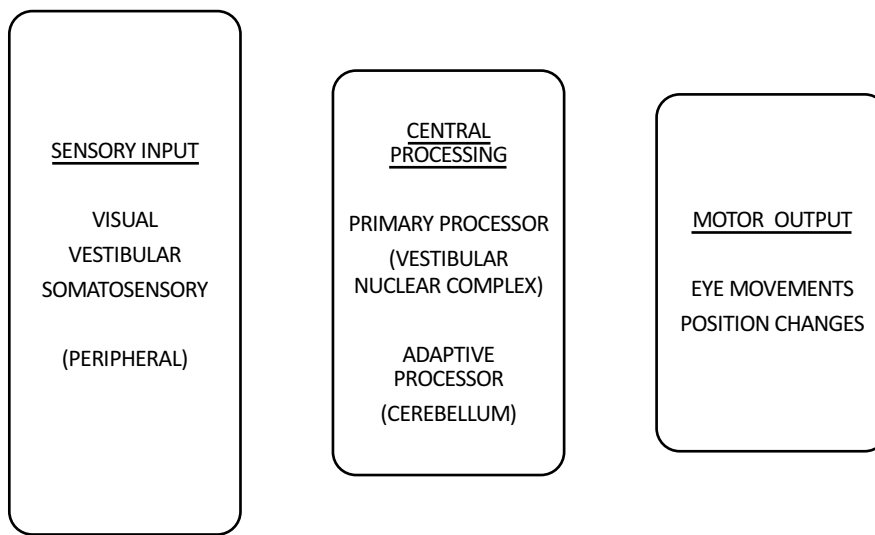 SENSORY INPUT
VISUAL
VESTIBULAR
SOMATOSENSORY
(PERIPHERAL)
CENTRAL
PROCESSING
PRIMARY PROCESSOR
(VESTIBULAR
NUCLEAR COMPLEX)
ADAPTIVE
PROCESSOR
(CEREBELLUM)
MOTOR OUTPUT
EYE MOVEMENTS
POSITION CHANGES